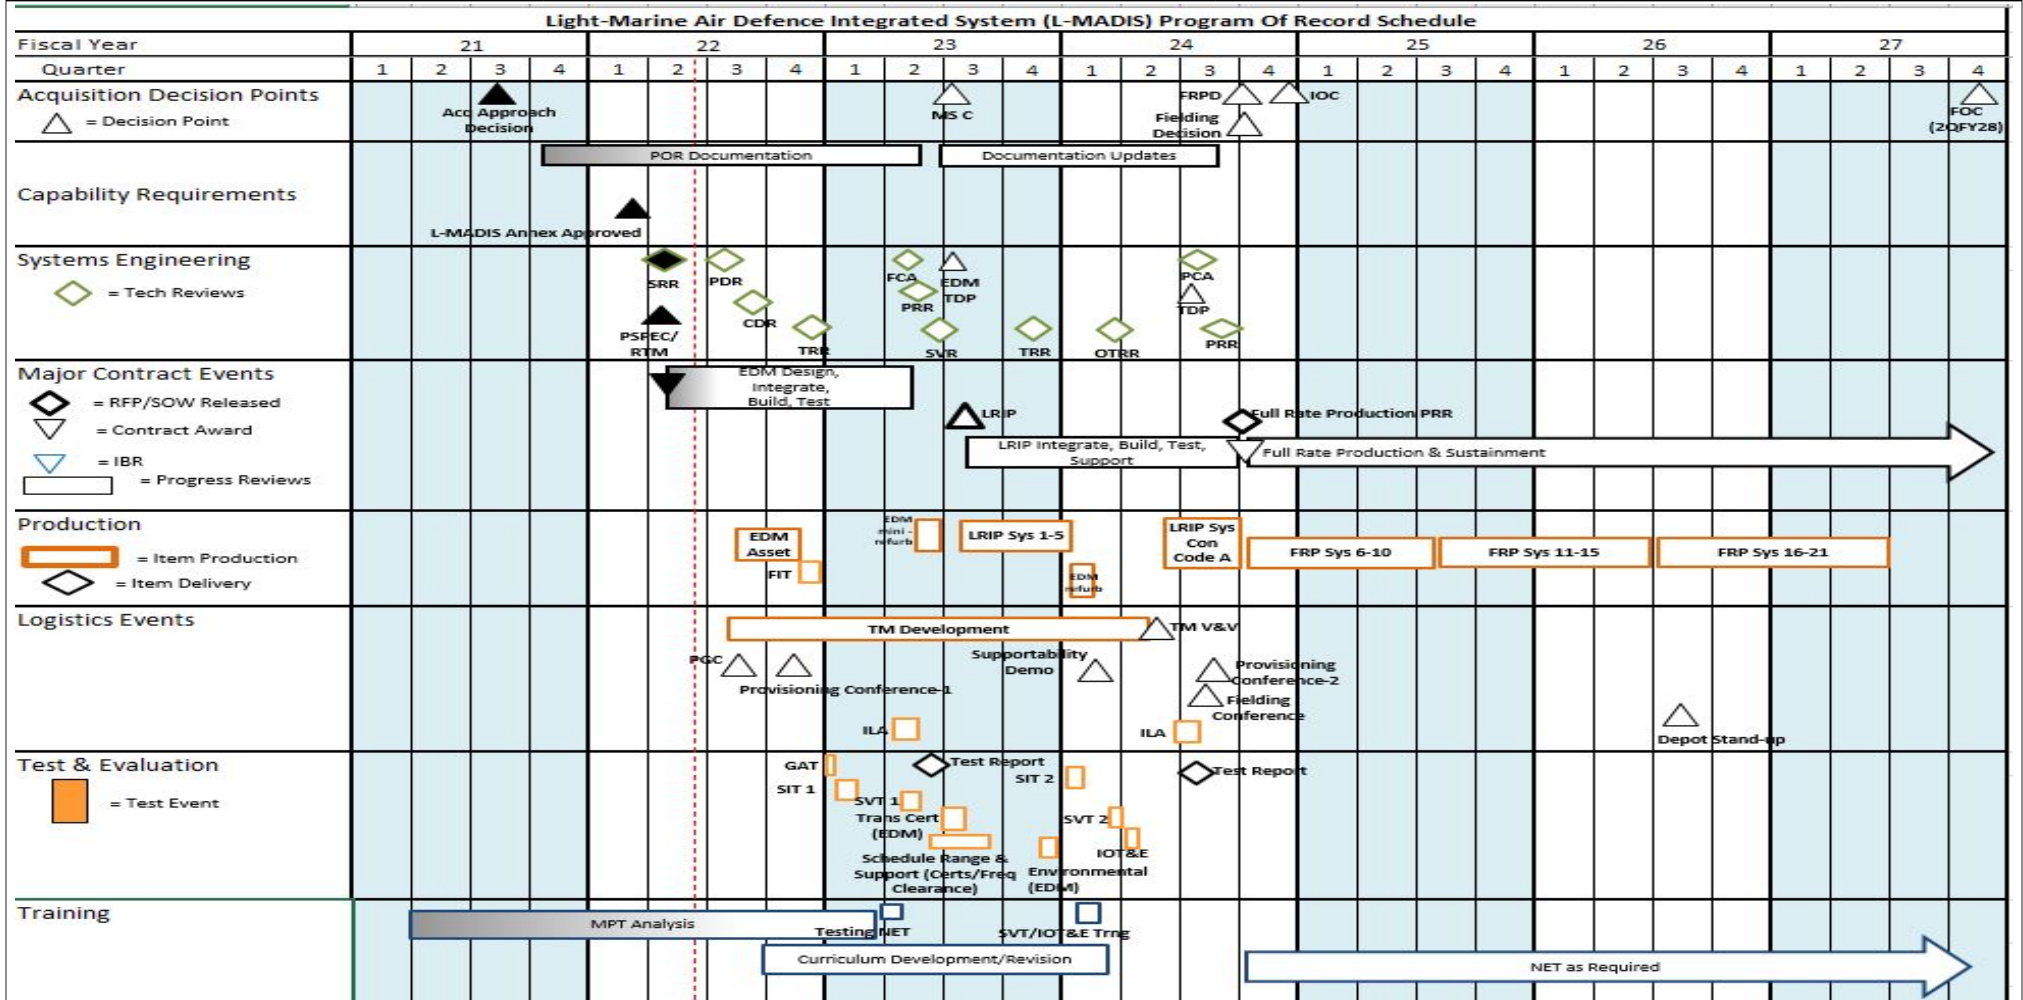 Light-Marine Air Defence Integrated System (L-MADIS) Program Of Record Schedule
Fiscal Year 21 22 23 24 25 26 27
Quarter 1 2 3 4 1 2 3 4 1 2 3 4 1 2 3 4 1 2 3 4 1 2 3 4 1 2 3 4
Acquisition Decision Points
= Decision Point
Acq Approach
Decision
MS C
FRPD
IOC
Fielding
Decision
FOC
(2QFY28)
POR Documentation
Documentation Updates
Capability Requirements
L-MADIS Annex Approved
Systems Engineering
= Tech Reviews
SRR
PDR
FCA
EDM
TDP
PCA
PRR
TDP
CDR
PSPEC/
RTM
TRR
SVR
TRR
OTRR
PRR
Major Contract Events
= RFP/SOW Released
= Contract Award
= IBR
= Progress Reviews
EDM Design,
Integrate,
Build, Test
LRIP
Full Rate Production PRR
LRIP Integrate, Build, Test,
Support
Full Rate Production & Sustainment
Production
= Item Production
= Item Delivery
EDM
Asset
FIT
EDM
mini -
refurb
LRIP Sys 1-5
EDM
refurb
LRIP Sys
Con
Code A
FRP Sys 6-10
FRP Sys 11-15
FRP Sys 16-21
Logistics Events
TM Development
TM V&V
PGC
Provisioning Conference-1
Supportability
Demo
Provisioning
Conference-2
Fielding
Conference
ILA
ILA
Depot Stand-up
Test & Evaluation
= Test Event
GAT
Test Report
SIT 2
Test Report
SIT 1
SVT 1
Trans Cert
(EDM)
SVT 2
IOT&E
Schedule Range &
Support (Certs/Freq
Clearance)
Environmental
(EDM)
Training
MPT Analysis
Testing NET
SVT/IOT&E Trng
Curriculum Development/Revision
NET as Required